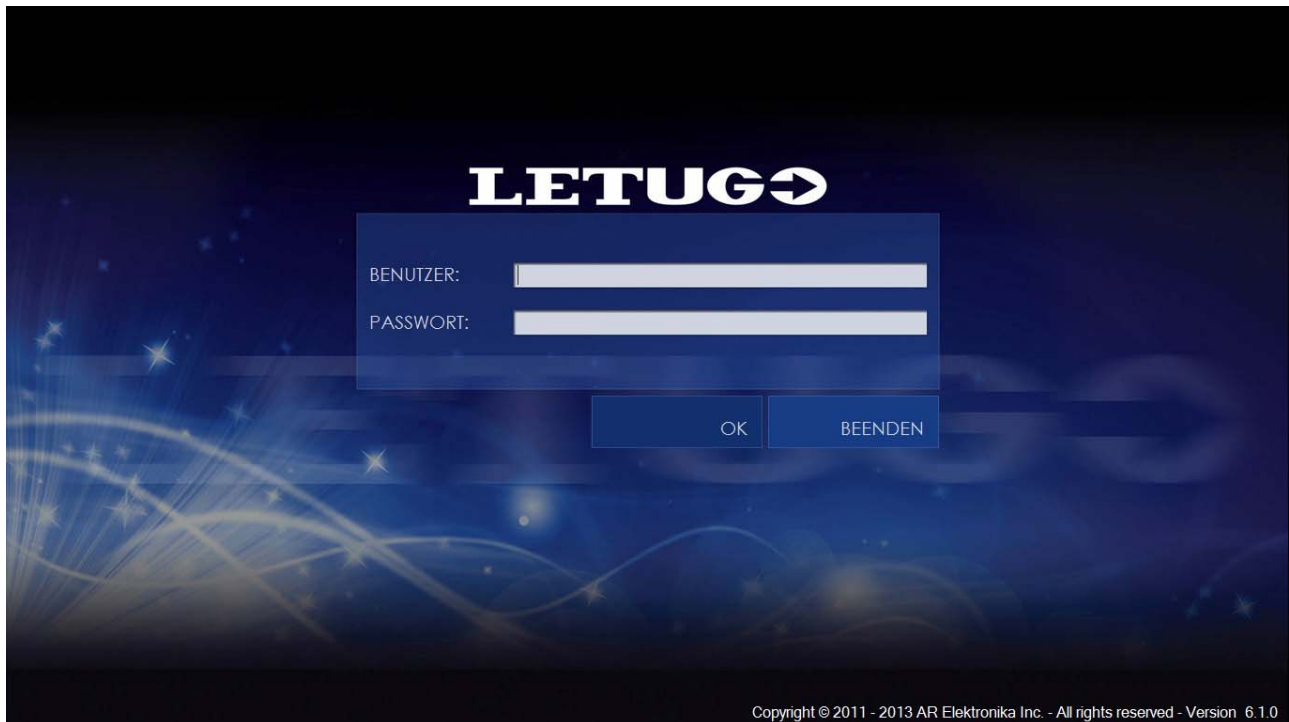 LETUGO
BENUTZER:
PASSWORT:
OK
BEENDEN
Copyright © 2011 - 2013 AR Elektronika Inc. - All rights reserved - Version 6.1.0